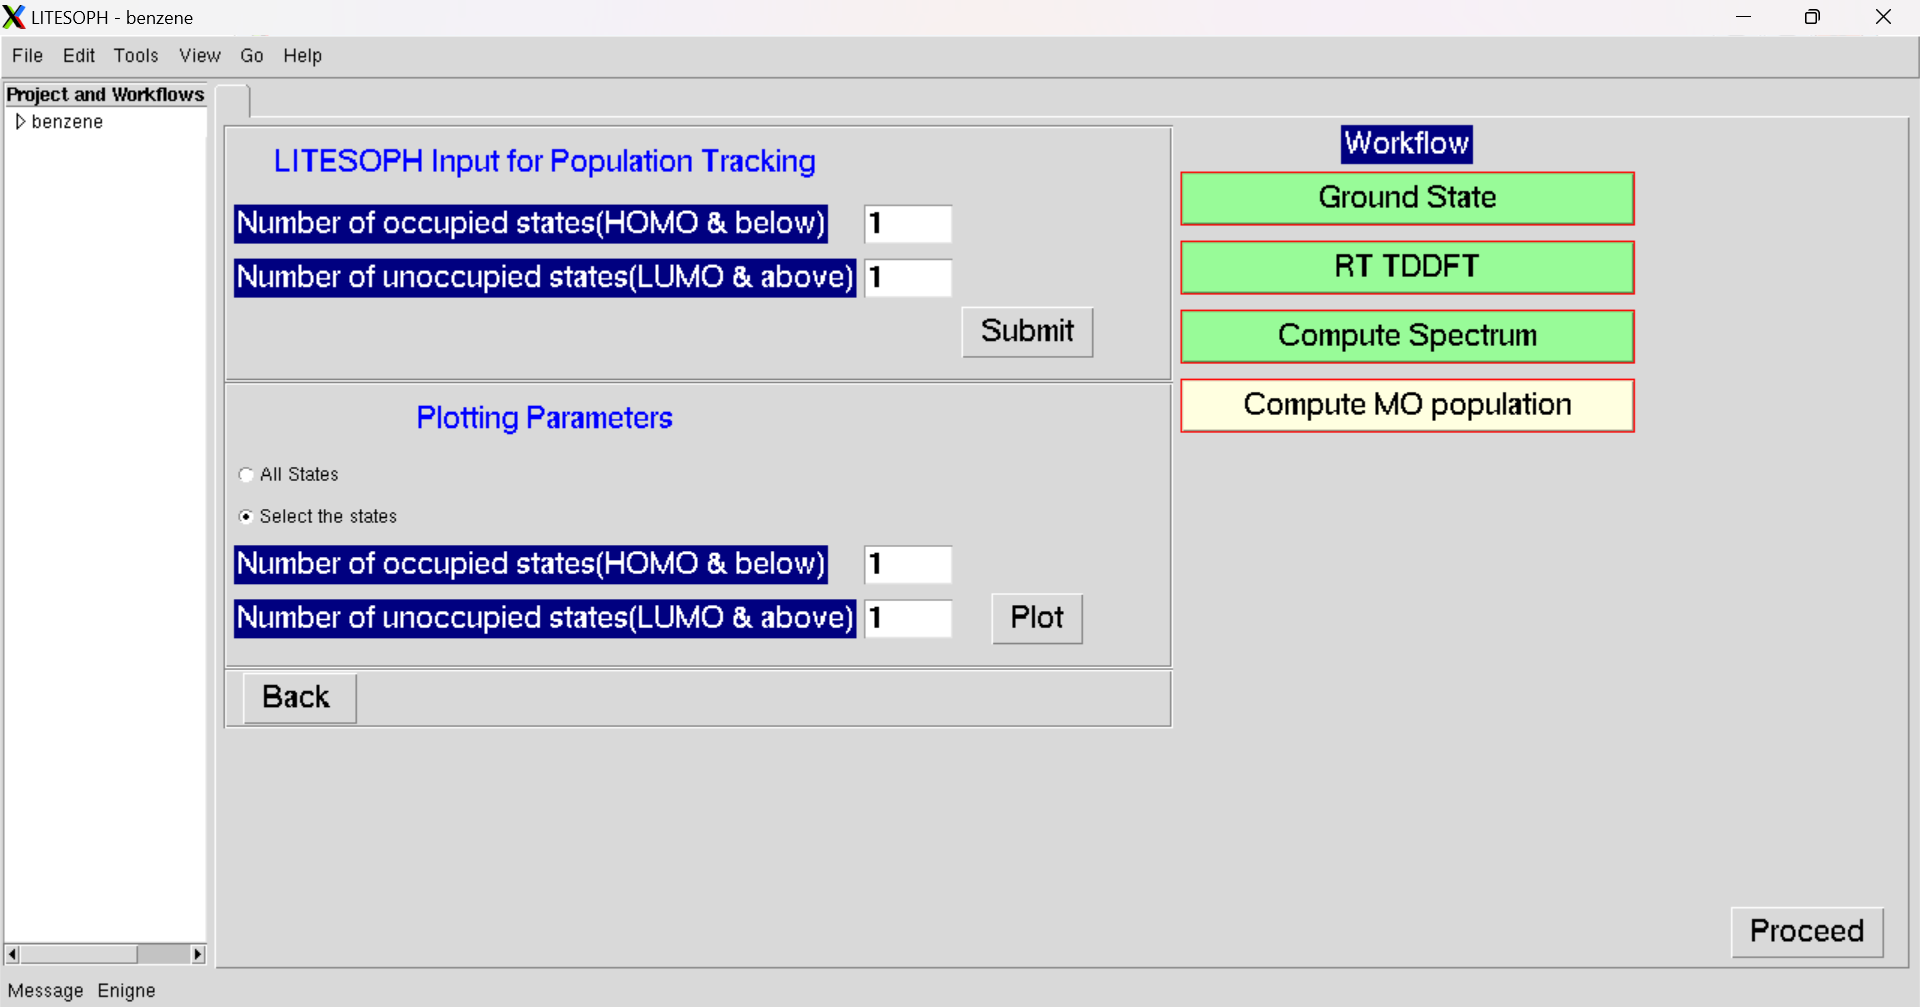 LITESOPH - benzene
File Edit Tools View Go Help
Project and Workflows
benzene
LITESOPH Input for Population Tracking
Number of occupied states(HOMO & below) 1
Number of unoccupied states(LUMO & above) 1
Submit
Plotting Parameters
All States
Select the states
Number of occupied states(HOMO & below) 1
Number of unoccupied states(LUMO & above) 1
Plot
Back
Workflow
Ground State
RT TDDFT
Compute Spectrum
Compute MO population
Proceed
Message Enigne